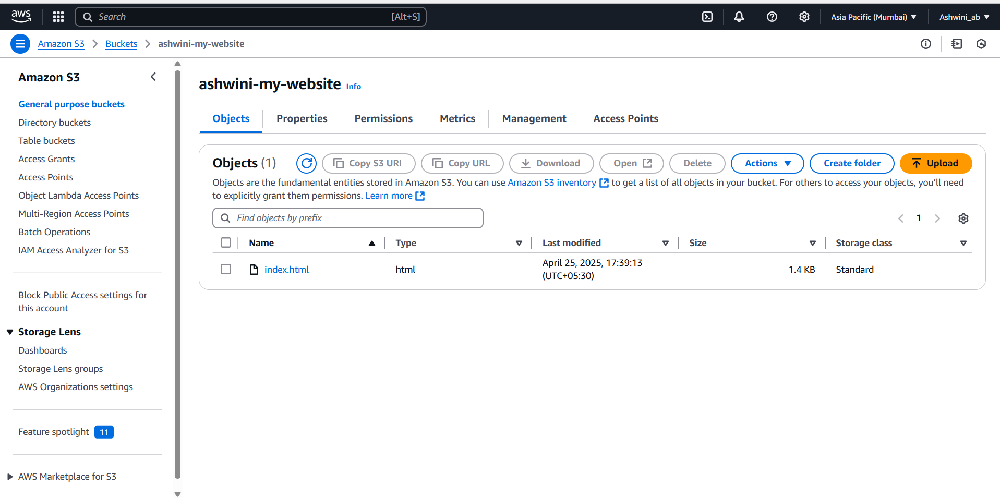 aws
Search [Alt+S]
Asia Pacific (Mumbai)
Ashwini_ab
Amazon S3
Buckets
ashwini-my-website
Amazon S3
General purpose buckets
Directory buckets
Table buckets
Access Grants
Access Points
Object Lambda Access Points
Multi-Region Access Points
Batch Operations
IAM Access Analyzer for S3
Block Public Access settings for
this account
Storage Lens
Dashboards
Storage Lens groups
AWS Organizations settings
Feature spotlight 11
AWS Marketplace for S3
ashwini-my-website Info
Objects Properties Permissions Metrics Management Access Points
Objects (1) Copy S3 URI Copy URL Download Open Delete Actions Create folder Upload
Objects are the fundamental entities stored in Amazon S3. You can use Amazon S3 inventory to get a list of all objects in your bucket. For others to access your objects, you’ll need
to explicitly grant them permissions. Learn more
Find objects by prefix
1
Name Type Last modified Size Storage class
index.html html April 25, 2025, 17:39:13 1.4 KB Standard
(UTC+05:30)